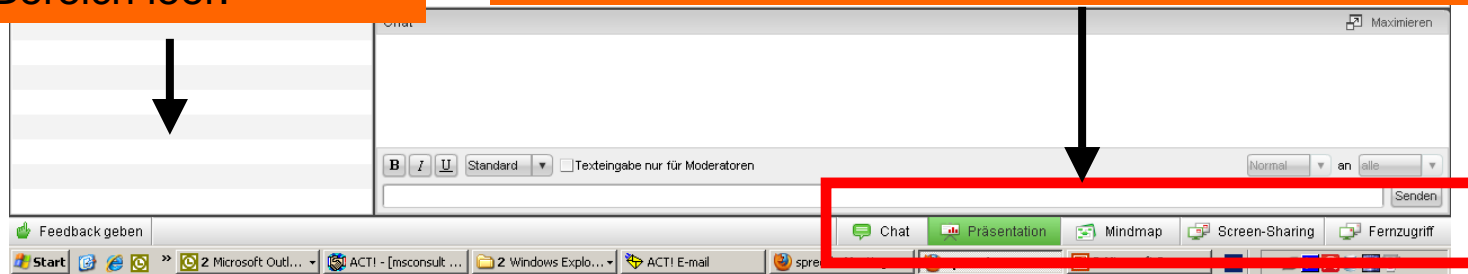 Chat
Maximieren
B I U Standard Texteingabe nur für Moderatoren Normal an alle
Senden
Feedback geben Chat Präsentation Mindmap Screen-Sharing Fernzugriff
Start » 2 Microsoft Outl... ACT! - [msconsult ... 2 Windows Explo... ACT! E-mail